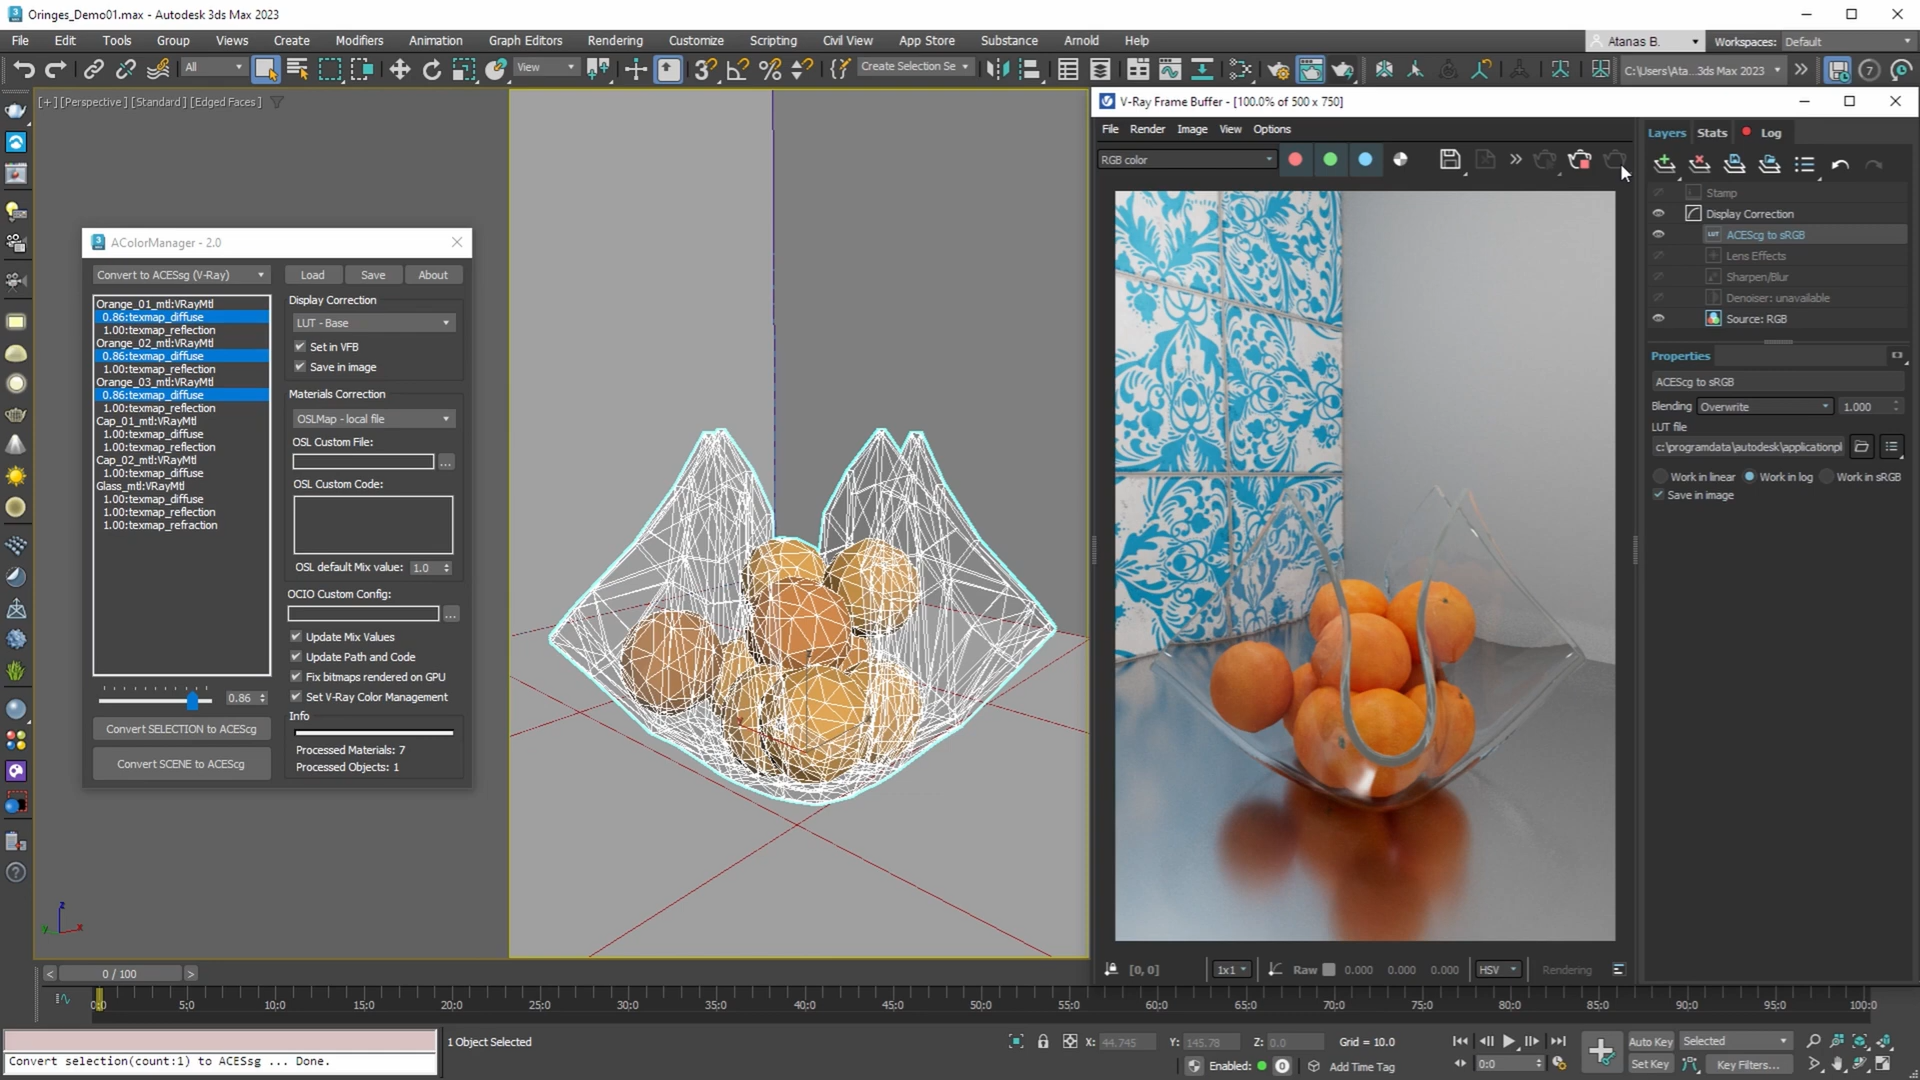 Oringes_Demo01.max - Autodesk 3ds Max 2023
File Edit Tools Group Views Create Modifiers Animation Graph Editors Rendering Customize Scripting Civil View App Store Substance Arnold Help
Atanas B. Workspaces: Default
All View Create Selection Se C:\Users\Ata...3ds Max 2023
[+] [Perspective ] [Standard ] [Edged Faces ]
AColorManager - 2.0
Convert to ACESsg (V-Ray) Load Save About
Orange_01_mtl:VRayMtl
0.86:texmap_diffuse
1.00:texmap_reflection
Orange_02_mtl:VRayMtl
0.86:texmap_diffuse
1.00:texmap_reflection
Orange_03_mtl:VRayMtl
0.86:texmap_diffuse
1.00:texmap_reflection
Cap_01_mtl:VRayMtl
1.00:texmap_diffuse
1.00:texmap_reflection
Cap_02_mtl:VRayMtl
1.00:texmap_diffuse
Glass_mtl:VRayMtl
1.00:texmap_diffuse
1.00:texmap_reflection
1.00:texmap_refraction
0.86
Convert SELECTION to ACEScg
Convert SCENE to ACEScg
Display Correction
LUT - Base
Set in VFB
Save in image
Materials Correction
OSLMap - local file
OSL Custom File:
...
OSL Custom Code:
OSL default Mix value: 1.0
OCIO Custom Config:
...
Update Mix Values
Update Path and Code
Fix bitmaps rendered on GPU
Set V-Ray Color Management
Info
Processed Materials: 7
Processed Objects: 1
V-Ray Frame Buffer - [100.0% of 500 x 750]
File Render Image View Options
RGB color
[0, 0] 1x1 Raw 0.000 0.000 0.000 HSV Rendering
Layers Stats Log
Stamp
Display Correction
LUT ACEScg to sRGB
Lens Effects
Sharpen/Blur
Denoiser: unavailable
Source: RGB
Properties
ACEScg to sRGB
Blending Overwrite 1.000
LUT file
c:\programdata\autodesk\applicationpl
Work in linear Work in log Work in sRGB
Save in image
z
y x
< 0 / 100 >
0:0 5:0 10:0 15:0 20:0 25:0 30:0 35:0 40:0 45:0 50:0 55:0 60:0 65:0 70:0 75:0 80:0 85:0 90:0 95:0 100:0
Convert selection(count:1) to ACESsg ... Done.
1 Object Selected
X: 44.745 Y: 145.78 Z: 0.0 Grid = 10.0
Enabled: 0 Add Time Tag
0:0
Auto Key Selected
Set Key Key Filters...